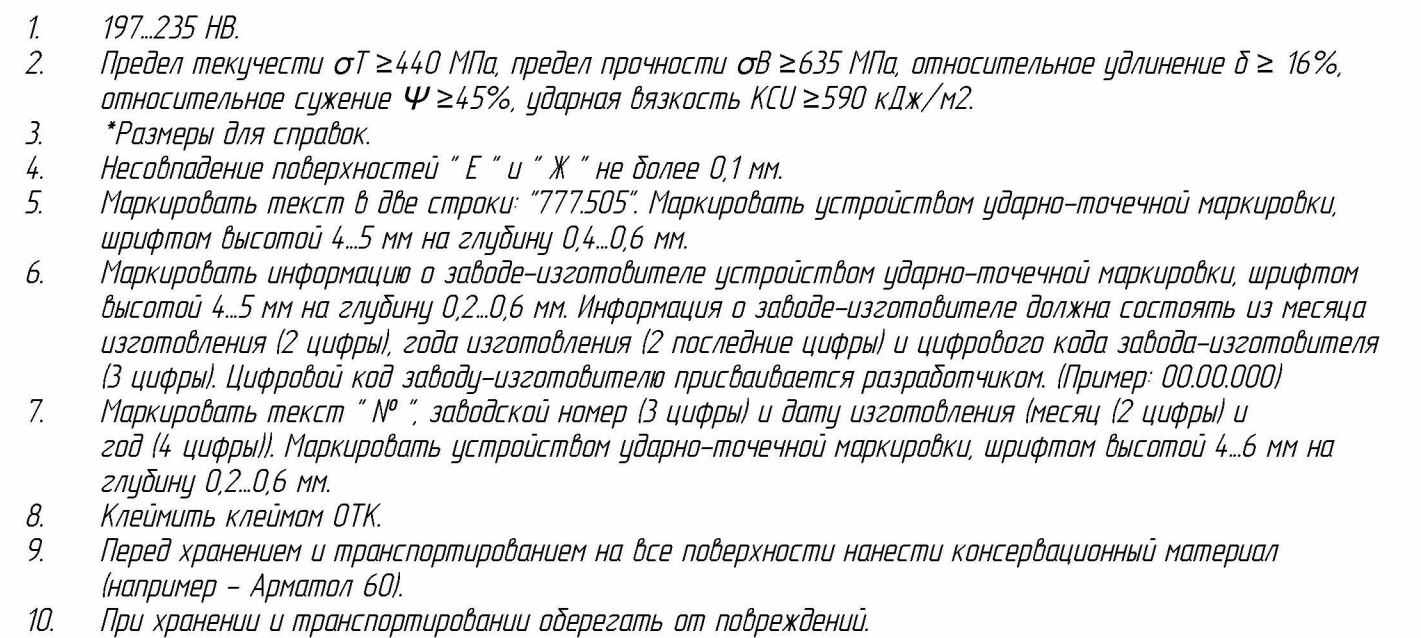 1. 197...235 НВ.
2. Предел текучести σТ ≥440 МПа, предел прочности σВ ≥635 МПа, относительное удлинение δ ≥ 16%,
относительное сужение Ψ ≥45%, ударная вязкость KCU ≥590 кДж/м2.
3. *Размеры для справок.
4. Несовпадение поверхностей " Е " и " Ж " не более 0,1 мм.
5. Маркировать текст в две строки: "777.505". Маркировать устройством ударно-точечной маркировки,
шрифтом высотой 4...5 мм на глубину 0,4...0,6 мм.
6. Маркировать информацию о заводе-изготовителе устройством ударно-точечной маркировки, шрифтом
высотой 4...5 мм на глубину 0,2...0,6 мм. Информация о заводе-изготовителе должна состоять из месяца
изготовления (2 цифры), года изготовления (2 последние цифры) и цифрового кода завода-изготовителя
(3 цифры). Цифровой код заводу-изготовителю присваивается разработчиком. (Пример: 00.00.000)
7. Маркировать текст " № ", заводской номер (3 цифры) и дату изготовления (месяц (2 цифры) и
год (4 цифры)). Маркировать устройством ударно-точечной маркировки, шрифтом высотой 4...6 мм на
глубину 0,2...0,6 мм.
8. Клеймить клеймом ОТК.
9. Перед хранением и транспортированием на все поверхности нанести консервационный материал
(например - Арматол 60).
10. При хранении и транспортировании оберегать от повреждений.